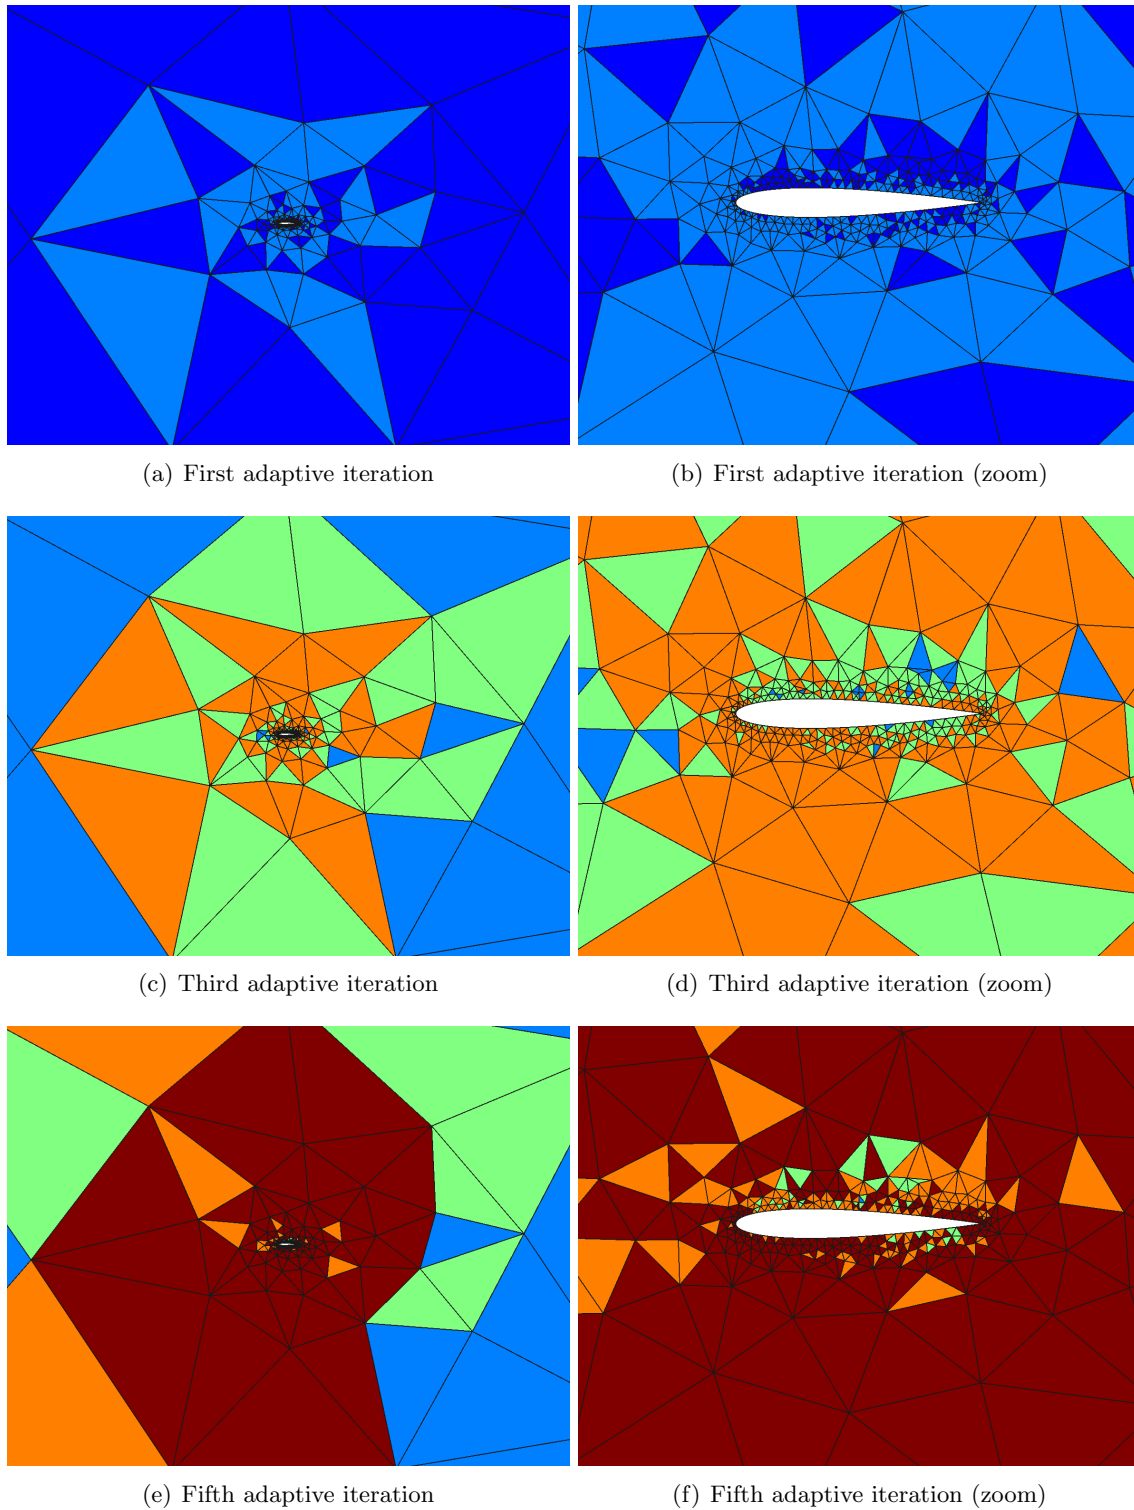 (a) First adaptive iteration
(b) First adaptive iteration (zoom)
(c) Third adaptive iteration
(d) Third adaptive iteration (zoom)
(e) Fifth adaptive iteration
(f) Fifth adaptive iteration (zoom)